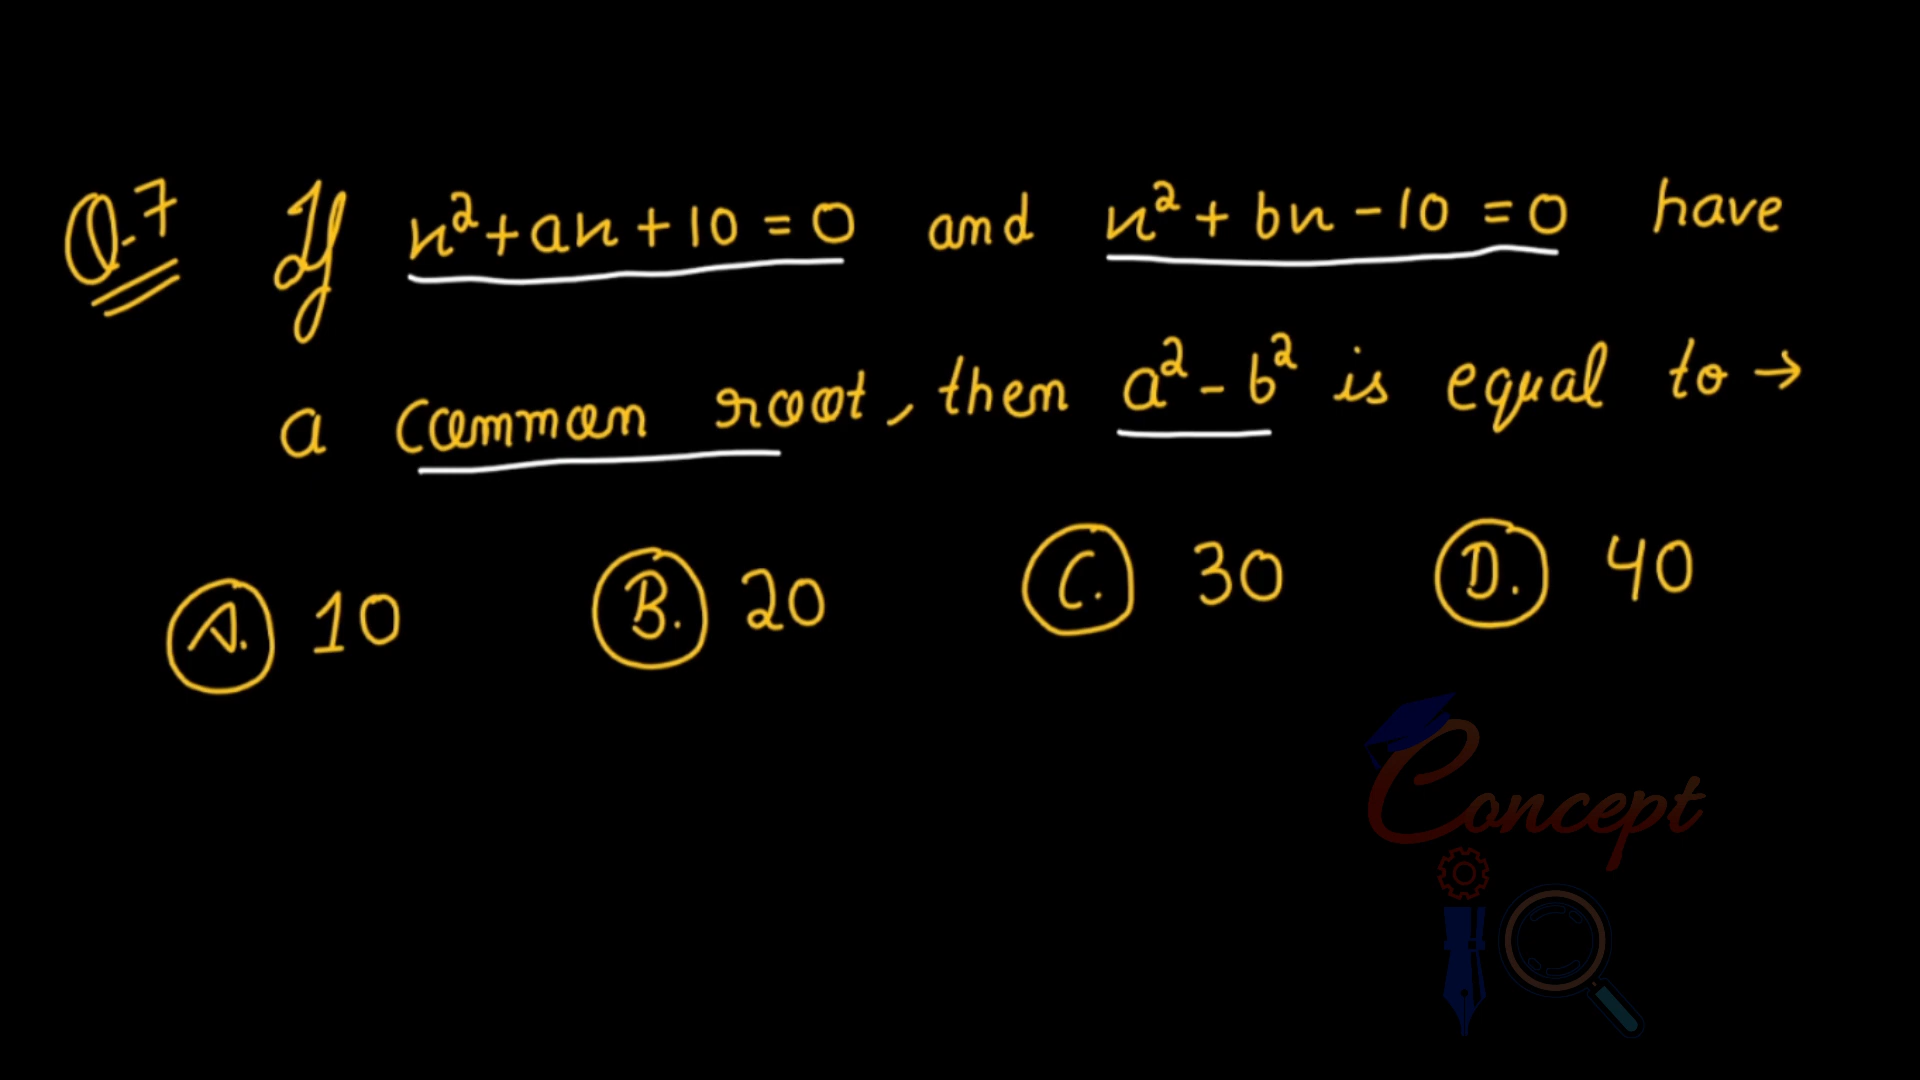 Q.7 If x²+ax+10=0 and x²+bx-10=0 have
a common root, then a²-b² is equal to →
A. 10 B. 20 C. 30 D. 40
Concept